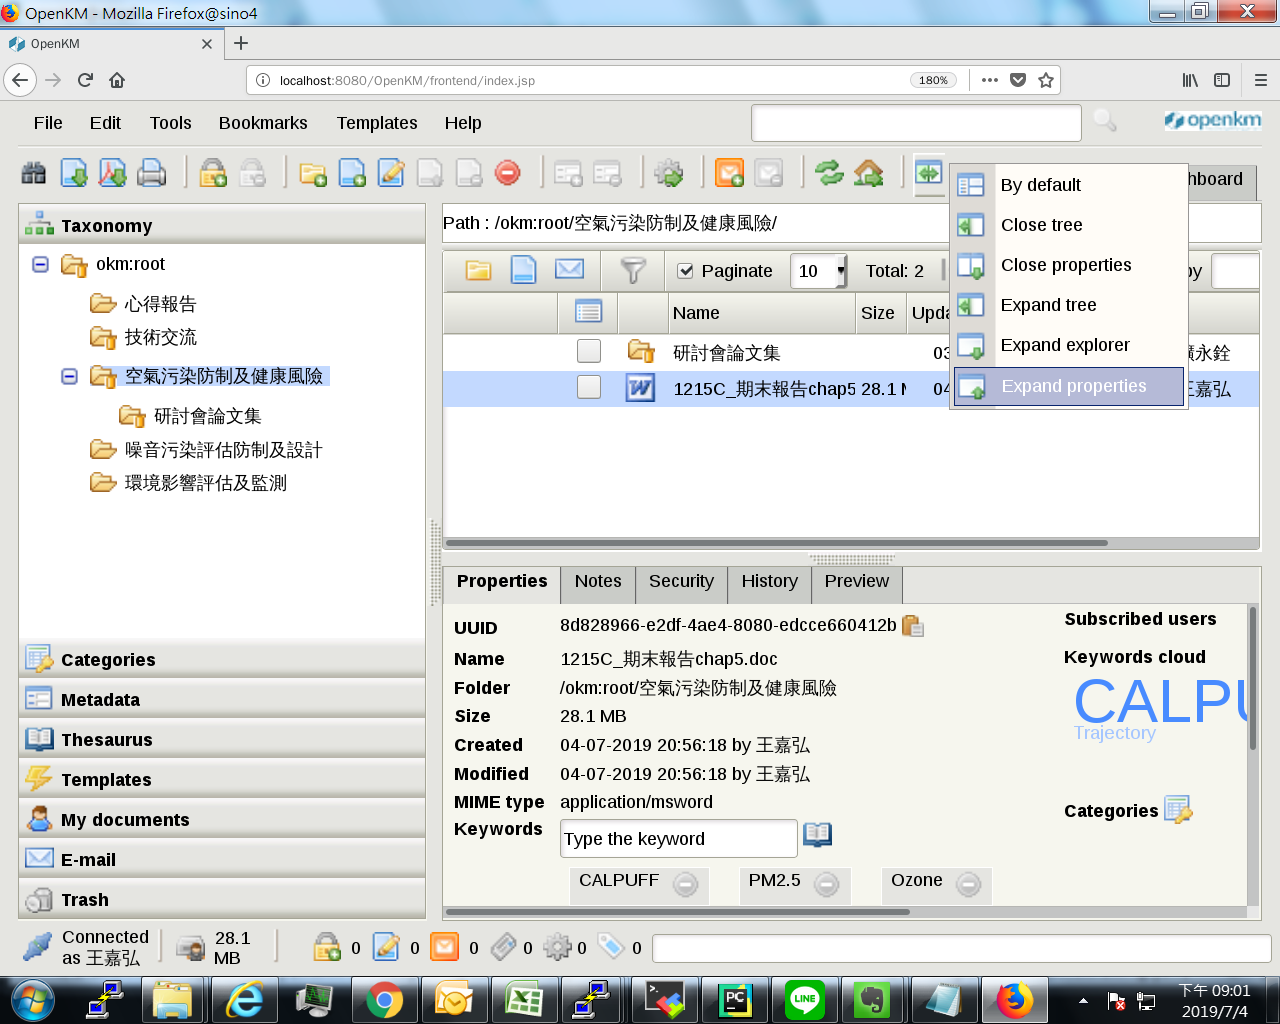 OpenKM - Mozilla Firefox@sino4
OpenKM
localhost:8080/OpenKM/frontend/index.jsp
180%
File Edit Tools Bookmarks Templates Help
openkm
By default
Close tree
Close properties
Expand tree
Expand explorer
Expand properties
hboard
Taxonomy
okm:root
心得報告
技術交流
空氣污染防制及健康風險
研討會論文集
噪音污染評估防制及設計
環境影響評估及監測
Categories
Metadata
Thesaurus
Templates
My documents
E-mail
Trash
Path : /okm:root/空氣污染防制及健康風險/
Paginate 10 Total: 2 by
Name Size Upda
研討會論文集 03 永銓
1215C_期末報告chap5 28.1 M 04 王嘉弘
Properties Notes Security History Preview
UUID 8d828966-e2df-4ae4-8080-edcce660412b
Name 1215C_期末報告chap5.doc
Folder /okm:root/空氣污染防制及健康風險
Size 28.1 MB
Created 04-07-2019 20:56:18 by 王嘉弘
Modified 04-07-2019 20:56:18 by 王嘉弘
MIME type application/msword
Keywords Type the keyword
CALPUFF PM2.5 Ozone
Subscribed users
Keywords cloud
CALPU
Trajectory
Categories
Connected
as 王嘉弘
28.1
MB
0 0 0 0 0 0
PC
LINE
下午 09:01
2019/7/4